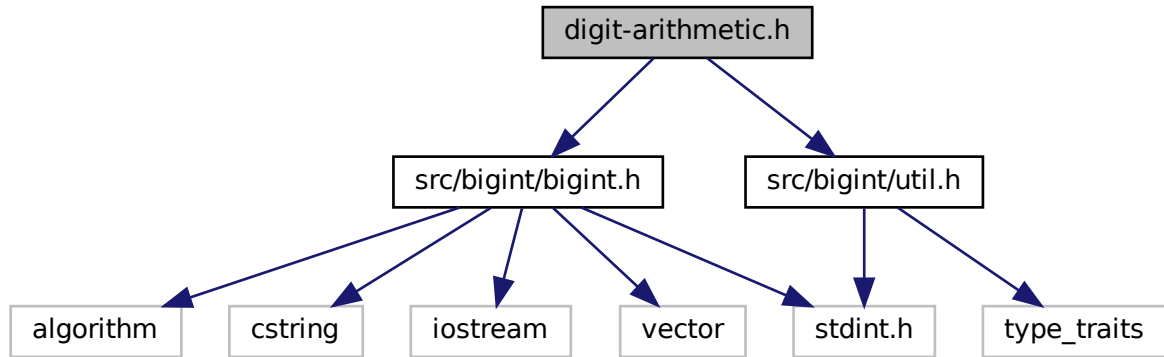 digit-arithmetic.h
src/bigint/bigint.h
src/bigint/util.h
algorithm
cstring
iostream
vector
stdint.h
type_traits